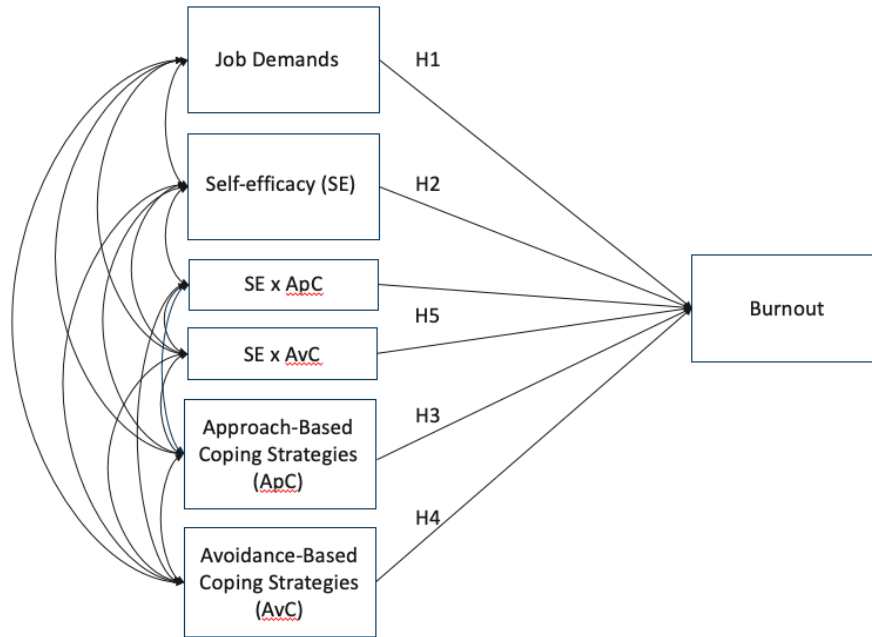 Job Demands
H1
Self-efficacy (SE)
H2
SE x ApC
H5
SE x AvC
Burnout
Approach-Based
Coping Strategies
(ApC)
H3
Avoidance-Based
Coping Strategies
(AvC)
H4